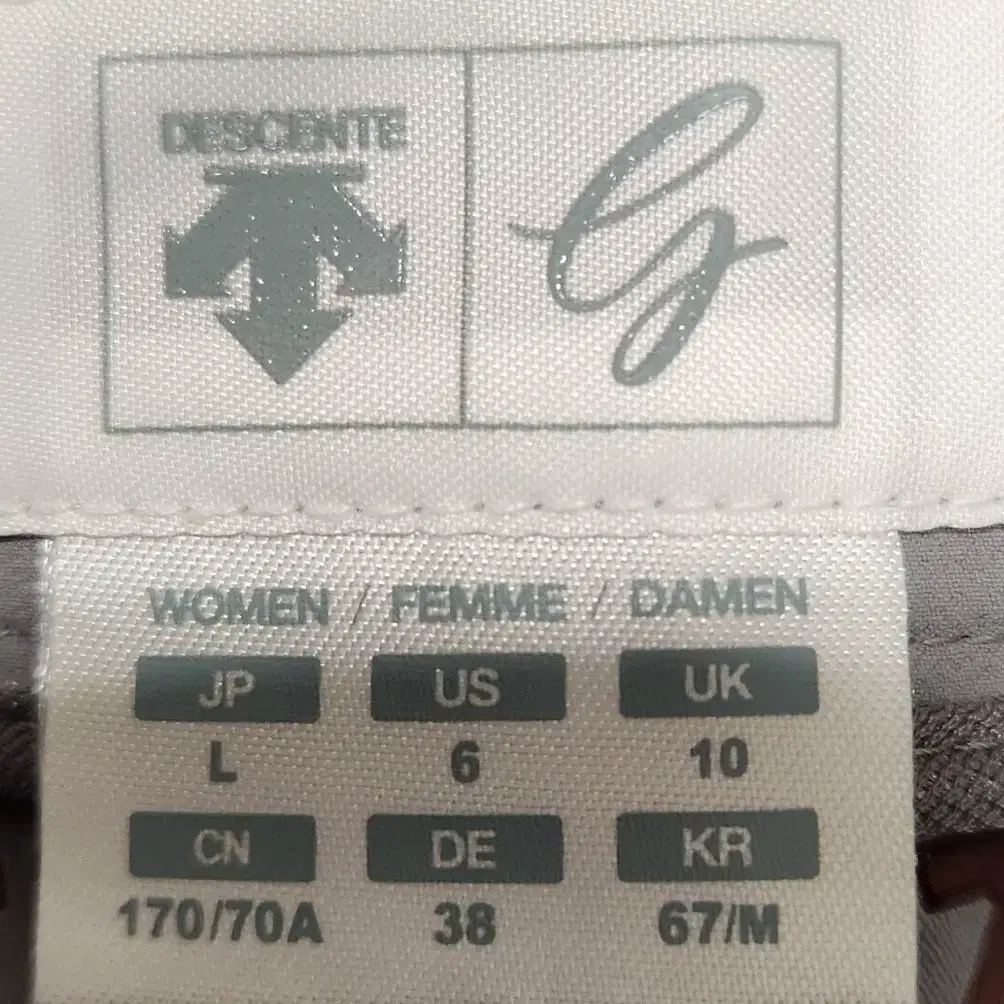 DESCENTE
G
WOMEN / FEMME / DAMEN
JP US UK
L 6 10
CN DE KR
170/70A 38 67/M